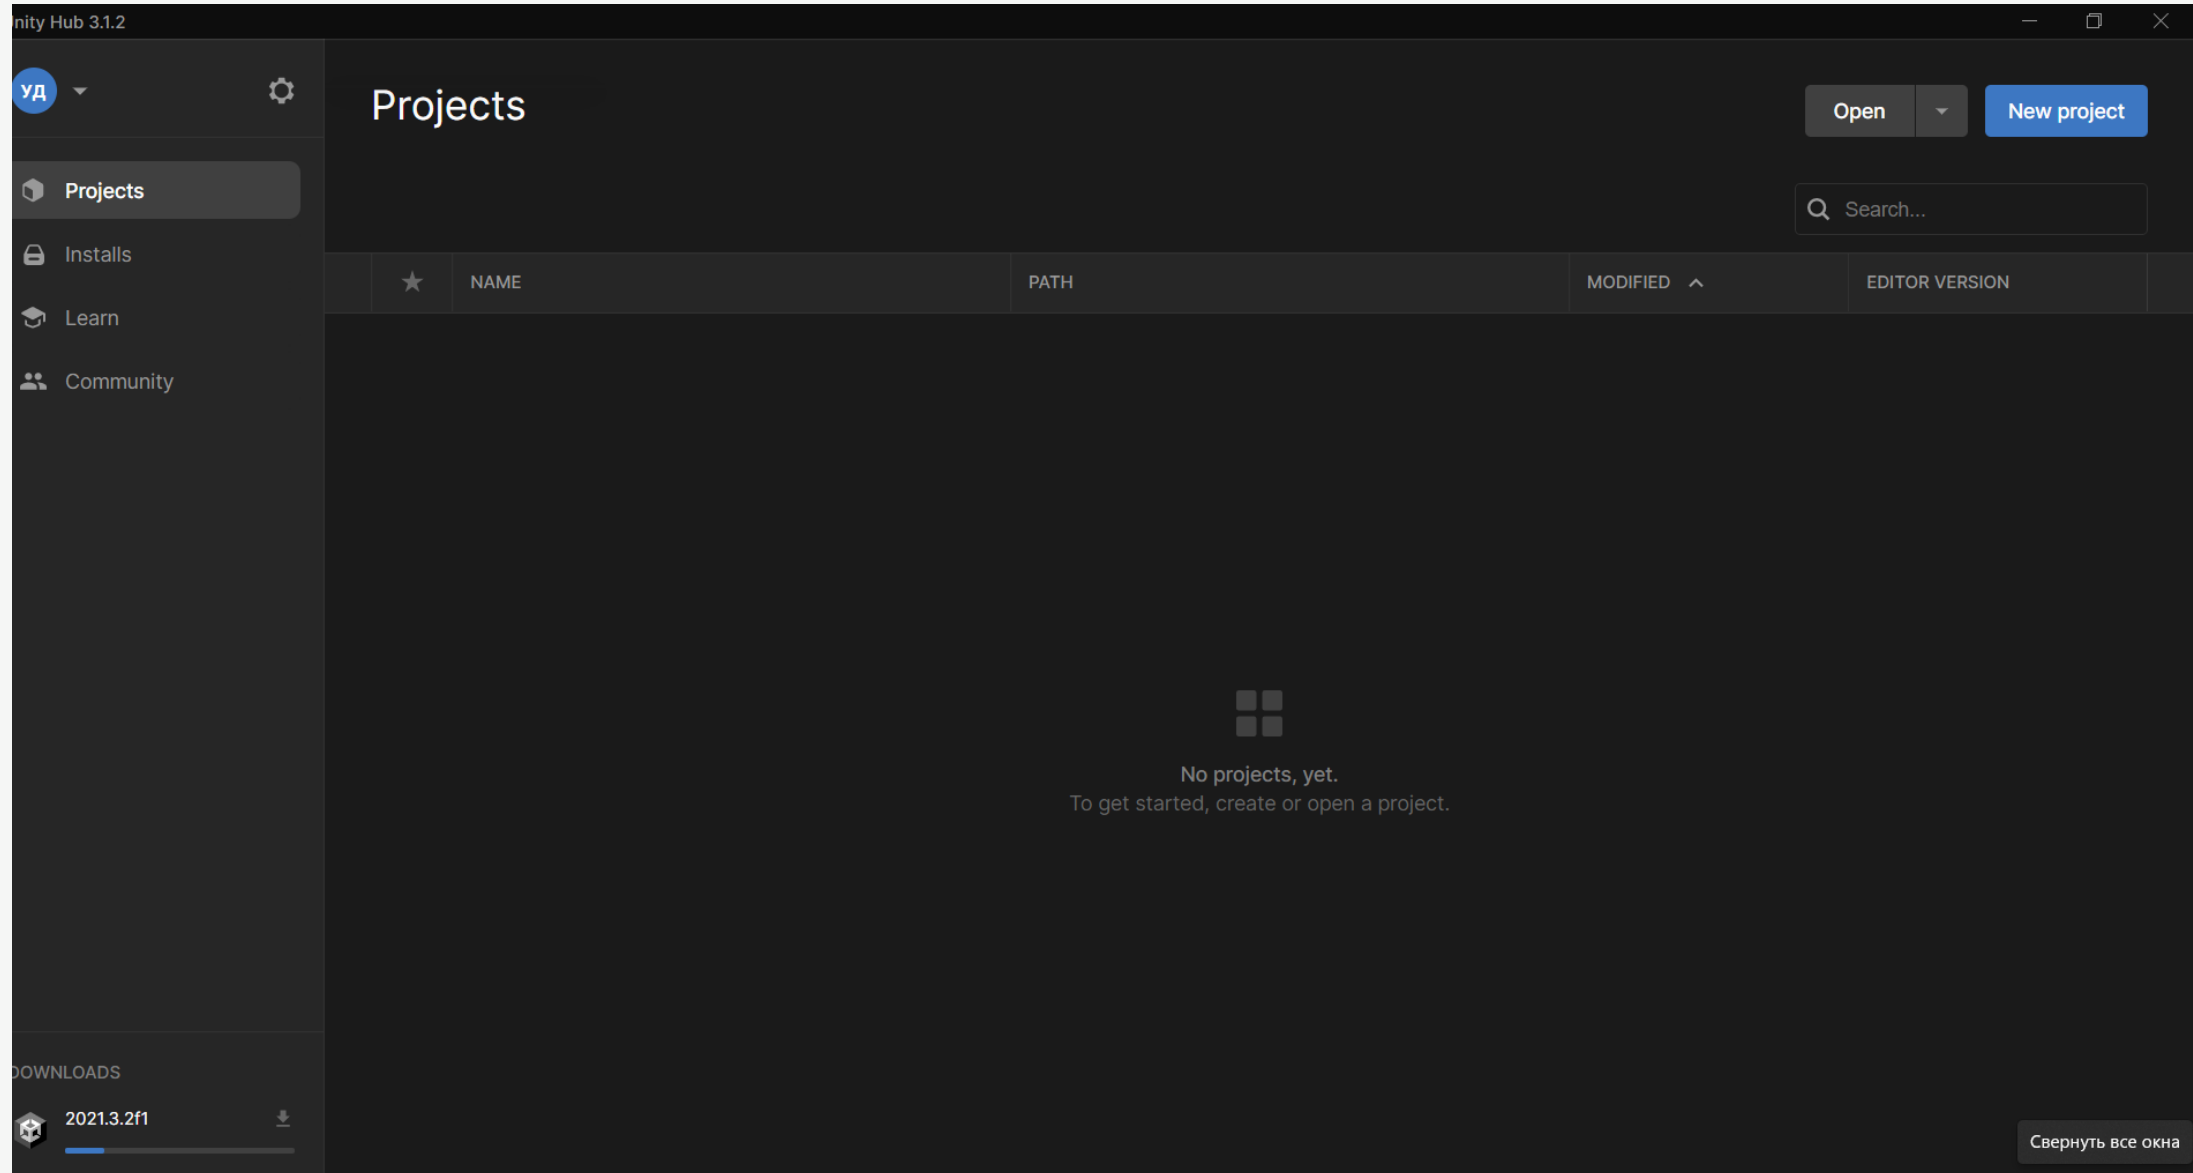 nity Hub 3.1.2
УД
Projects
Open
New project
Projects
Search...
Installs
NAME
PATH
MODIFIED
EDITOR VERSION
Learn
Community
No projects, yet.
To get started, create or open a project.
DOWNLOADS
2021.3.2f1
Свернуть все окна